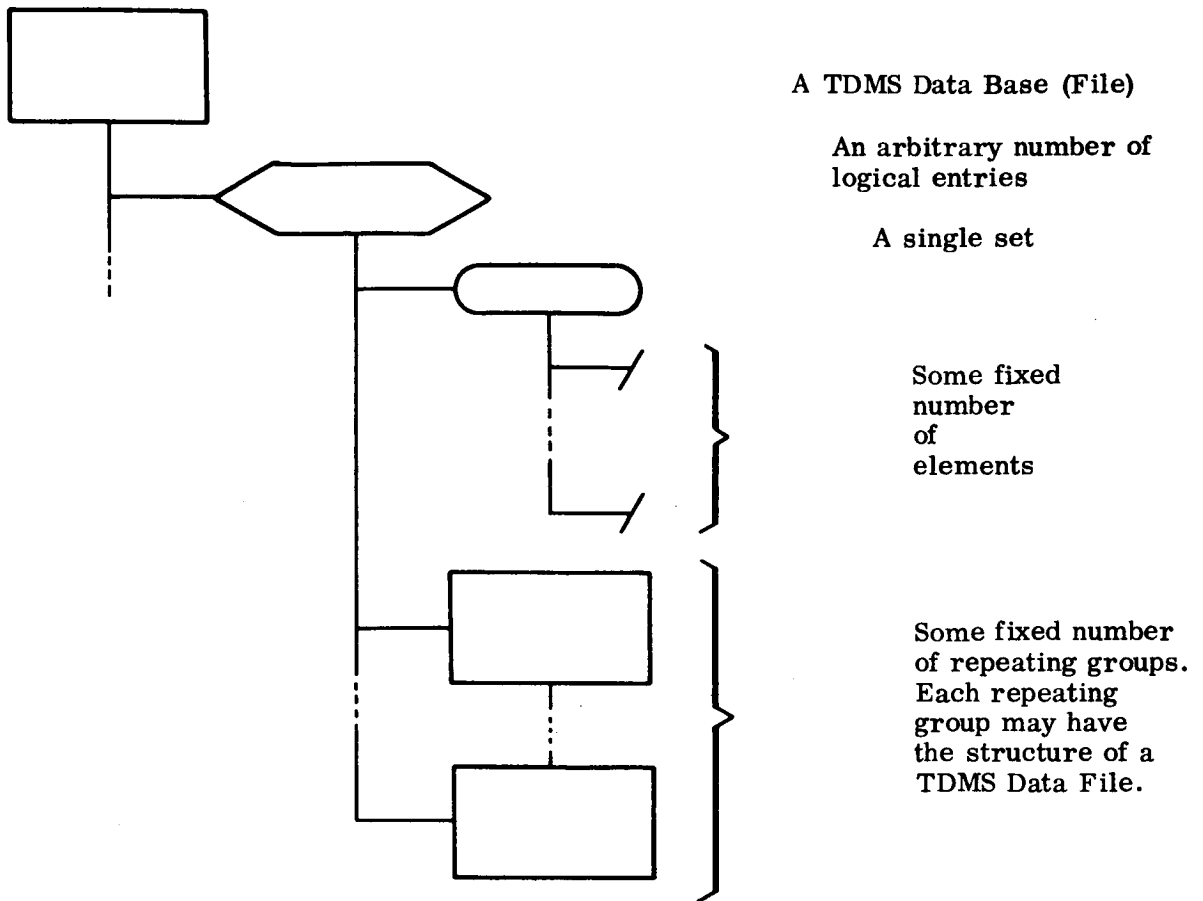 A TDMS Data Base (File)
An arbitrary number of
logical entries
A single set
Some fixed
number
of
elements
Some fixed number
of repeating groups.
Each repeating
group may have
the structure of a
TDMS Data File.